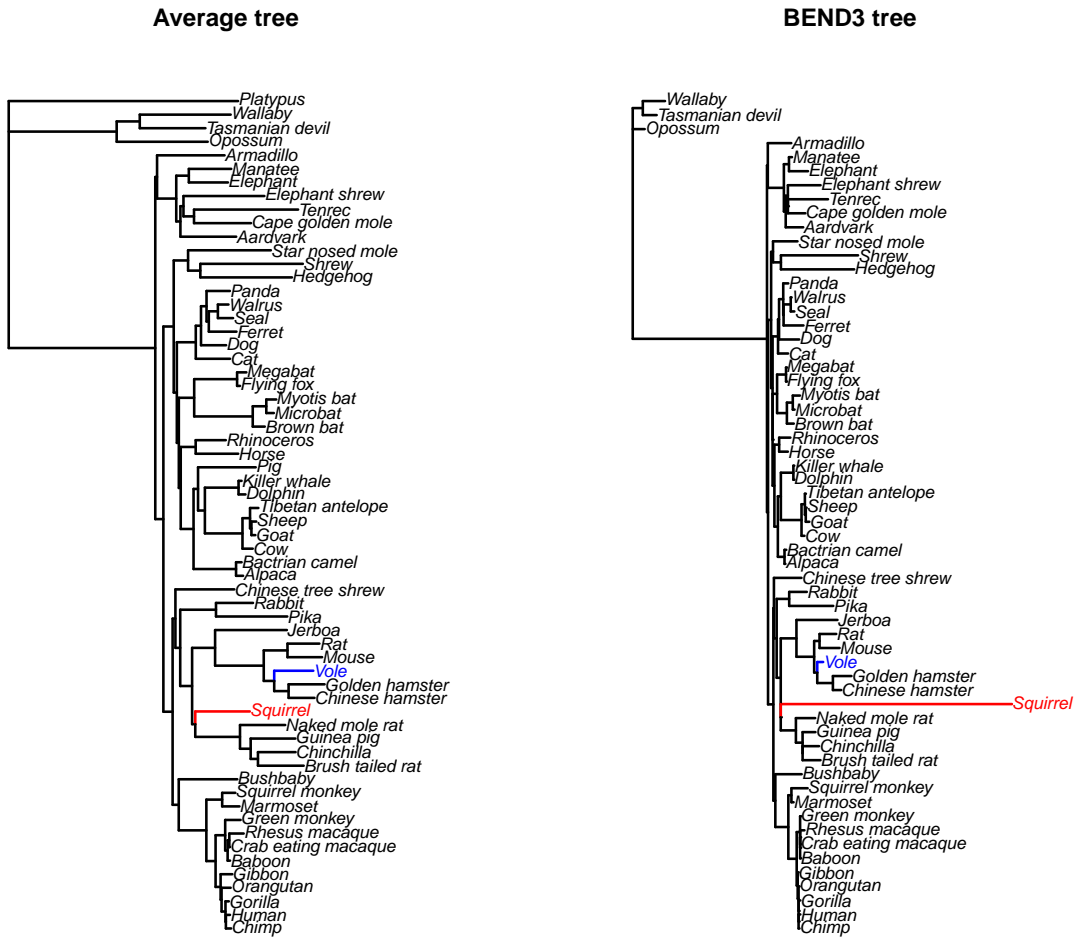 Average tree
Platypus
Wallaby
Tasmanian devil
Opossum
Armadillo
Manatee
Elephant
Elephant shrew
Tenrec
Cape golden mole
Aardvark
Star nosed mole
Shrew
Hedgehog
Panda
Walrus
Seal
Ferret
Dog
Cat
Megabat
Flying fox
Myotis bat
Microbat
Brown bat
Rhinoceros
Horse
Pig
Killer whale
Dolphin
Tibetan antelope
Sheep
Goat
Cow
Bactrian camel
Alpaca
Chinese tree shrew
Rabbit
Pika
Jerboa
Rat
Mouse
Vole
Golden hamster
Chinese hamster
Squirrel
Naked mole rat
Guinea pig
Chinchilla
Brush tailed rat
Bushbaby
Squirrel monkey
Marmoset
Green monkey
Rhesus macaque
Crab eating macaque
Baboon
Gibbon
Orangutan
Gorilla
Human
Chimp
BEND3 tree
Wallaby
Tasmanian devil
Opossum
Armadillo
Manatee
Elephant
Elephant shrew
Tenrec
Cape golden mole
Aardvark
Star nosed mole
Shrew
Hedgehog
Panda
Walrus
Seal
Ferret
Dog
Cat
Megabat
Flying fox
Myotis bat
Microbat
Brown bat
Rhinoceros
Horse
Killer whale
Dolphin
Tibetan antelope
Sheep
Goat
Cow
Bactrian camel
Alpaca
Chinese tree shrew
Rabbit
Pika
Jerboa
Rat
Mouse
Vole
Golden hamster
Chinese hamster
Squirrel
Naked mole rat
Guinea pig
Chinchilla
Brush tailed rat
Bushbaby
Squirrel monkey
Marmoset
Green monkey
Rhesus macaque
Crab eating macaque
Baboon
Gibbon
Orangutan
Gorilla
Human
Chimp